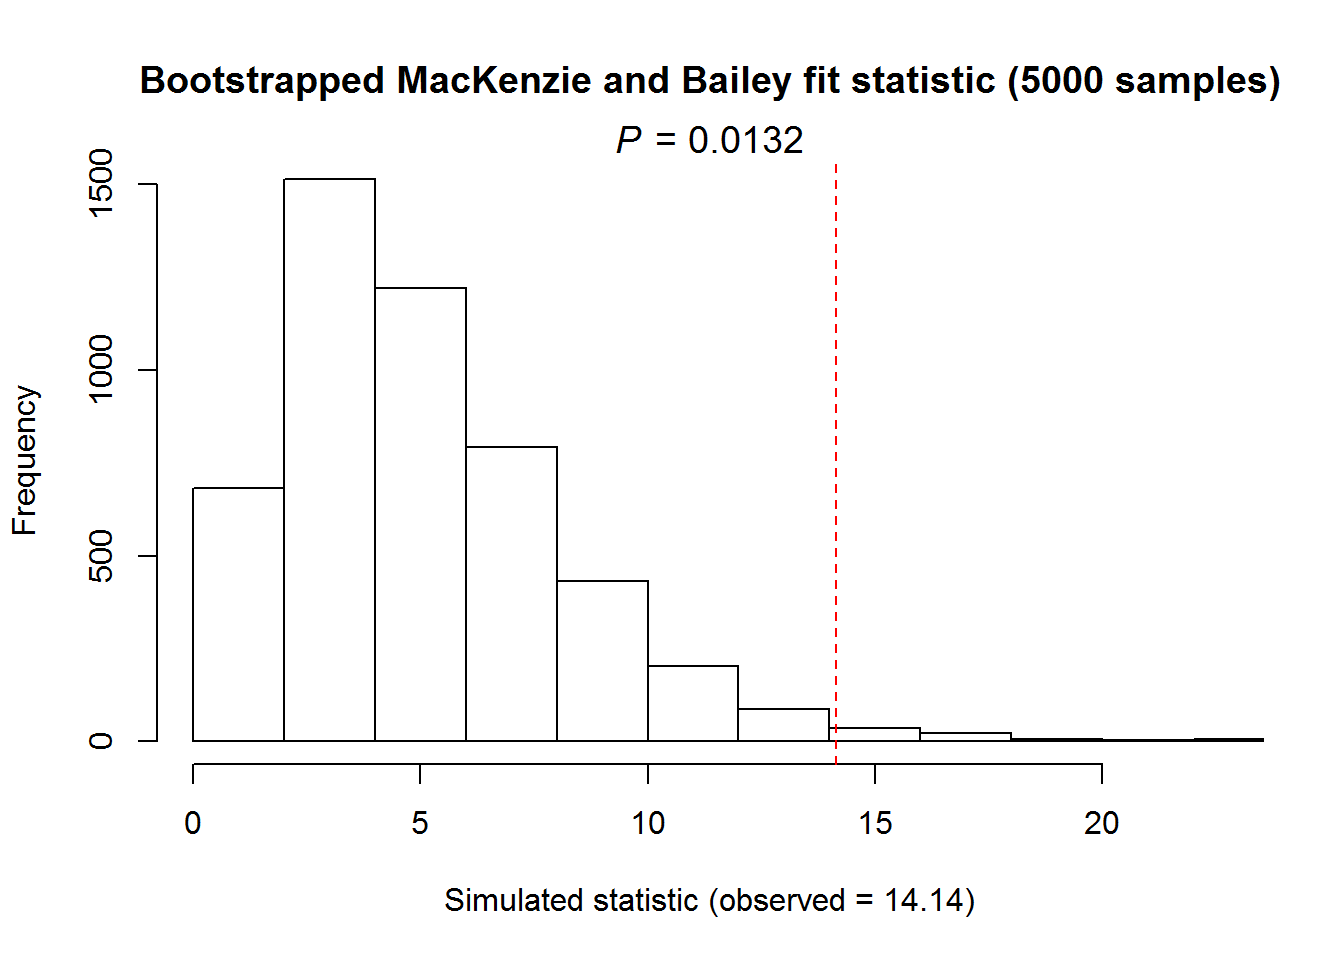 Bootstrapped MacKenzie and Bailey fit statistic (5000 samples)
P = 0.0132
Frequency
1500
1000
500
0
0 5 10 15 20
Simulated statistic (observed = 14.14)